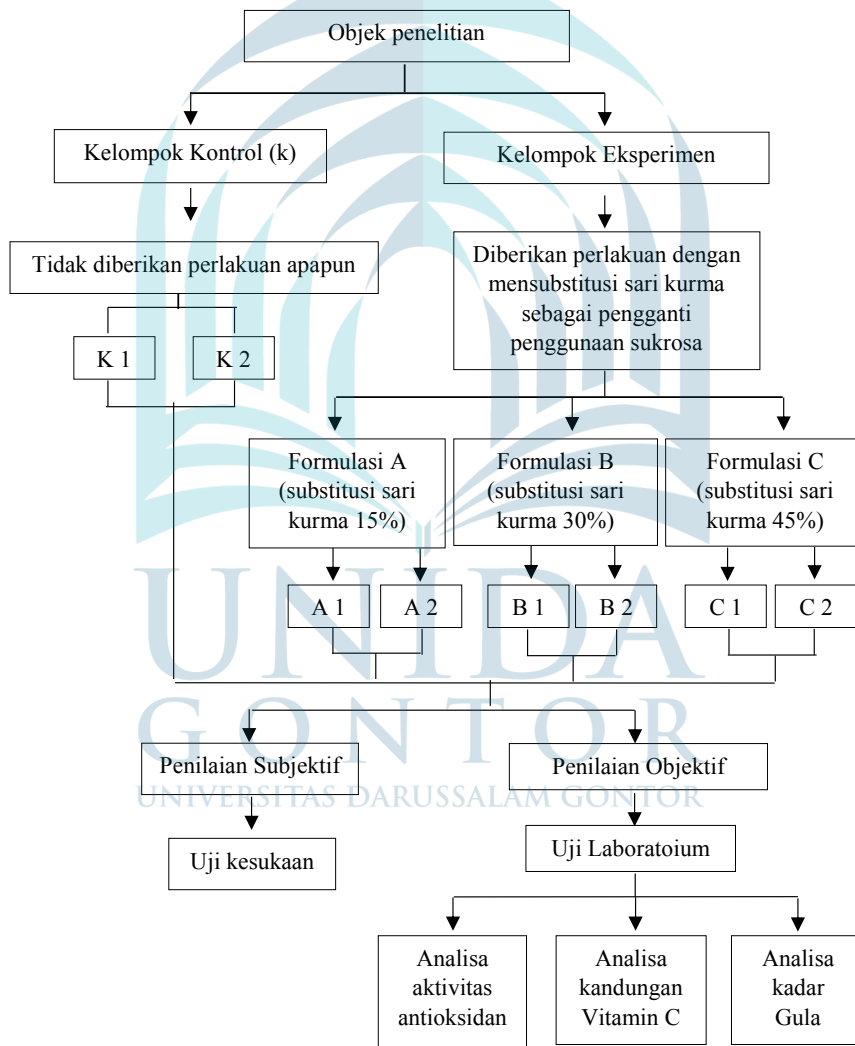 Objek penelitian
Kelompok Kontrol (k)
Kelompok Eksperimen
Tidak diberikan perlakuan apapun
Diberikan perlakuan dengan
mensubstitusi sari kurma
sebagai pengganti
penggunaan sukrosa
K 1
K 2
Formulasi A
(substitusi sari
kurma 15%)
Formulasi B
(substitusi sari
kurma 30%)
Formulasi C
(substitusi sari
kurma 45%)
A 1
A 2
B 1
B 2
C 1
C 2
UNIDA
GONTOR
UNIVERSITAS DARUSSALAM GONTOR
Penilaian Subjektif
Penilaian Objektif
Uji kesukaan
Uji Laboratoium
Analisa
aktivitas
antioksidan
Analisa
kandungan
Vitamin C
Analisa
kadar
Gula